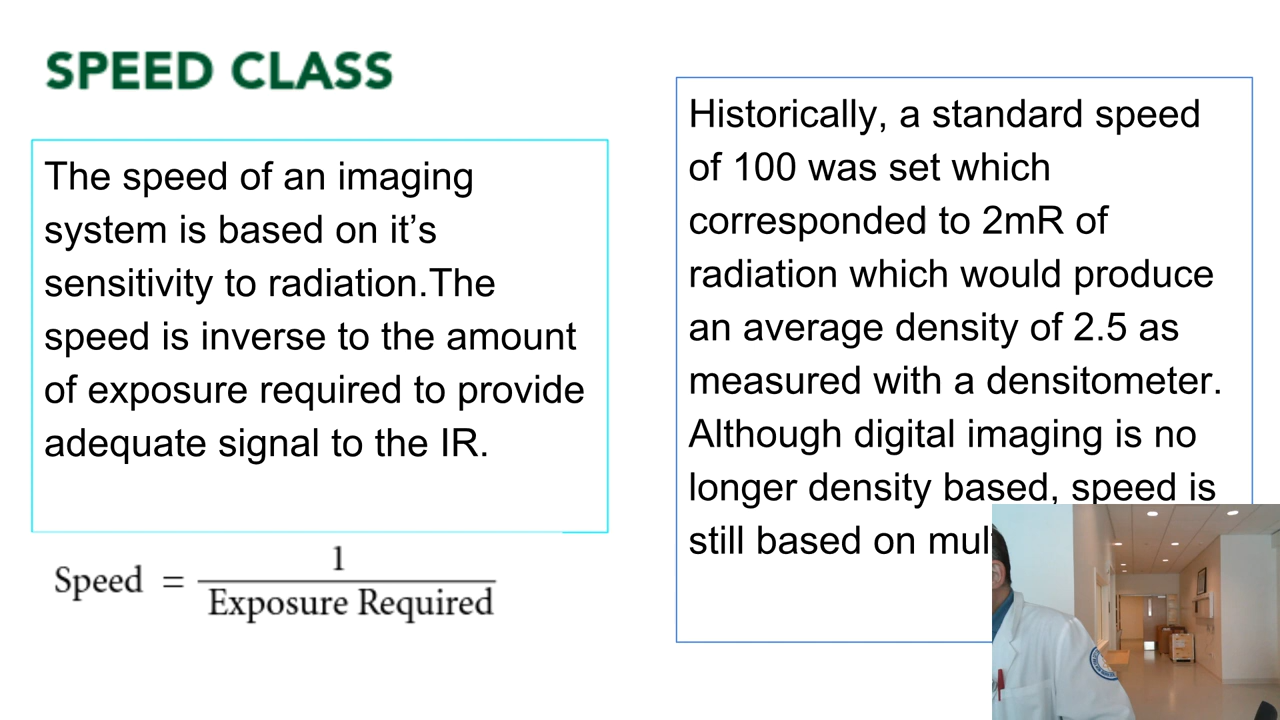 SPEED CLASS
The speed of an imaging
system is based on it’s
sensitivity to radiation.The
speed is inverse to the amount
of exposure required to provide
adequate signal to the IR.
Speed = 1
Exposure Required
Historically, a standard speed
of 100 was set which
corresponded to 2mR of
radiation which would produce
an average density of 2.5 as
measured with a densitometer.
Although digital imaging is no
longer density based, speed is
still based on